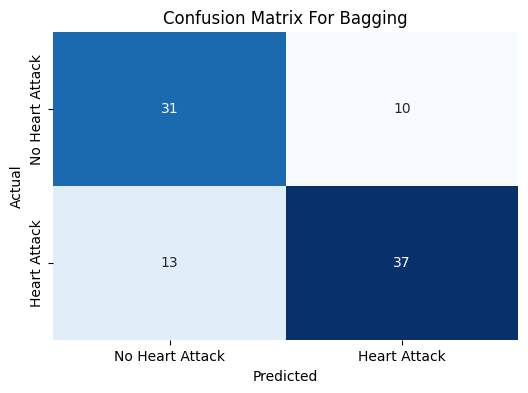 Confusion Matrix For Bagging
Actual
No Heart Attack
31
10
Heart Attack
13
37
No Heart Attack
Heart Attack
Predicted